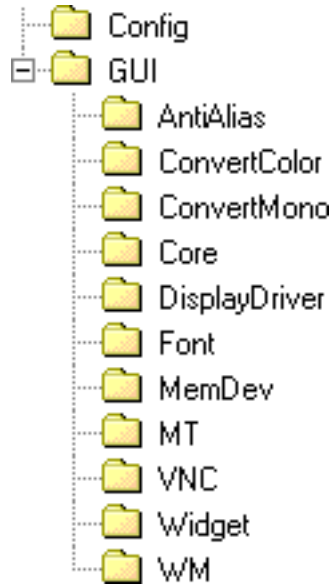 Config
GUI
AntiAlias
ConvertColor
ConvertMono
Core
DisplayDriver
Font
MemDev
MT
VNC
Widget
WM